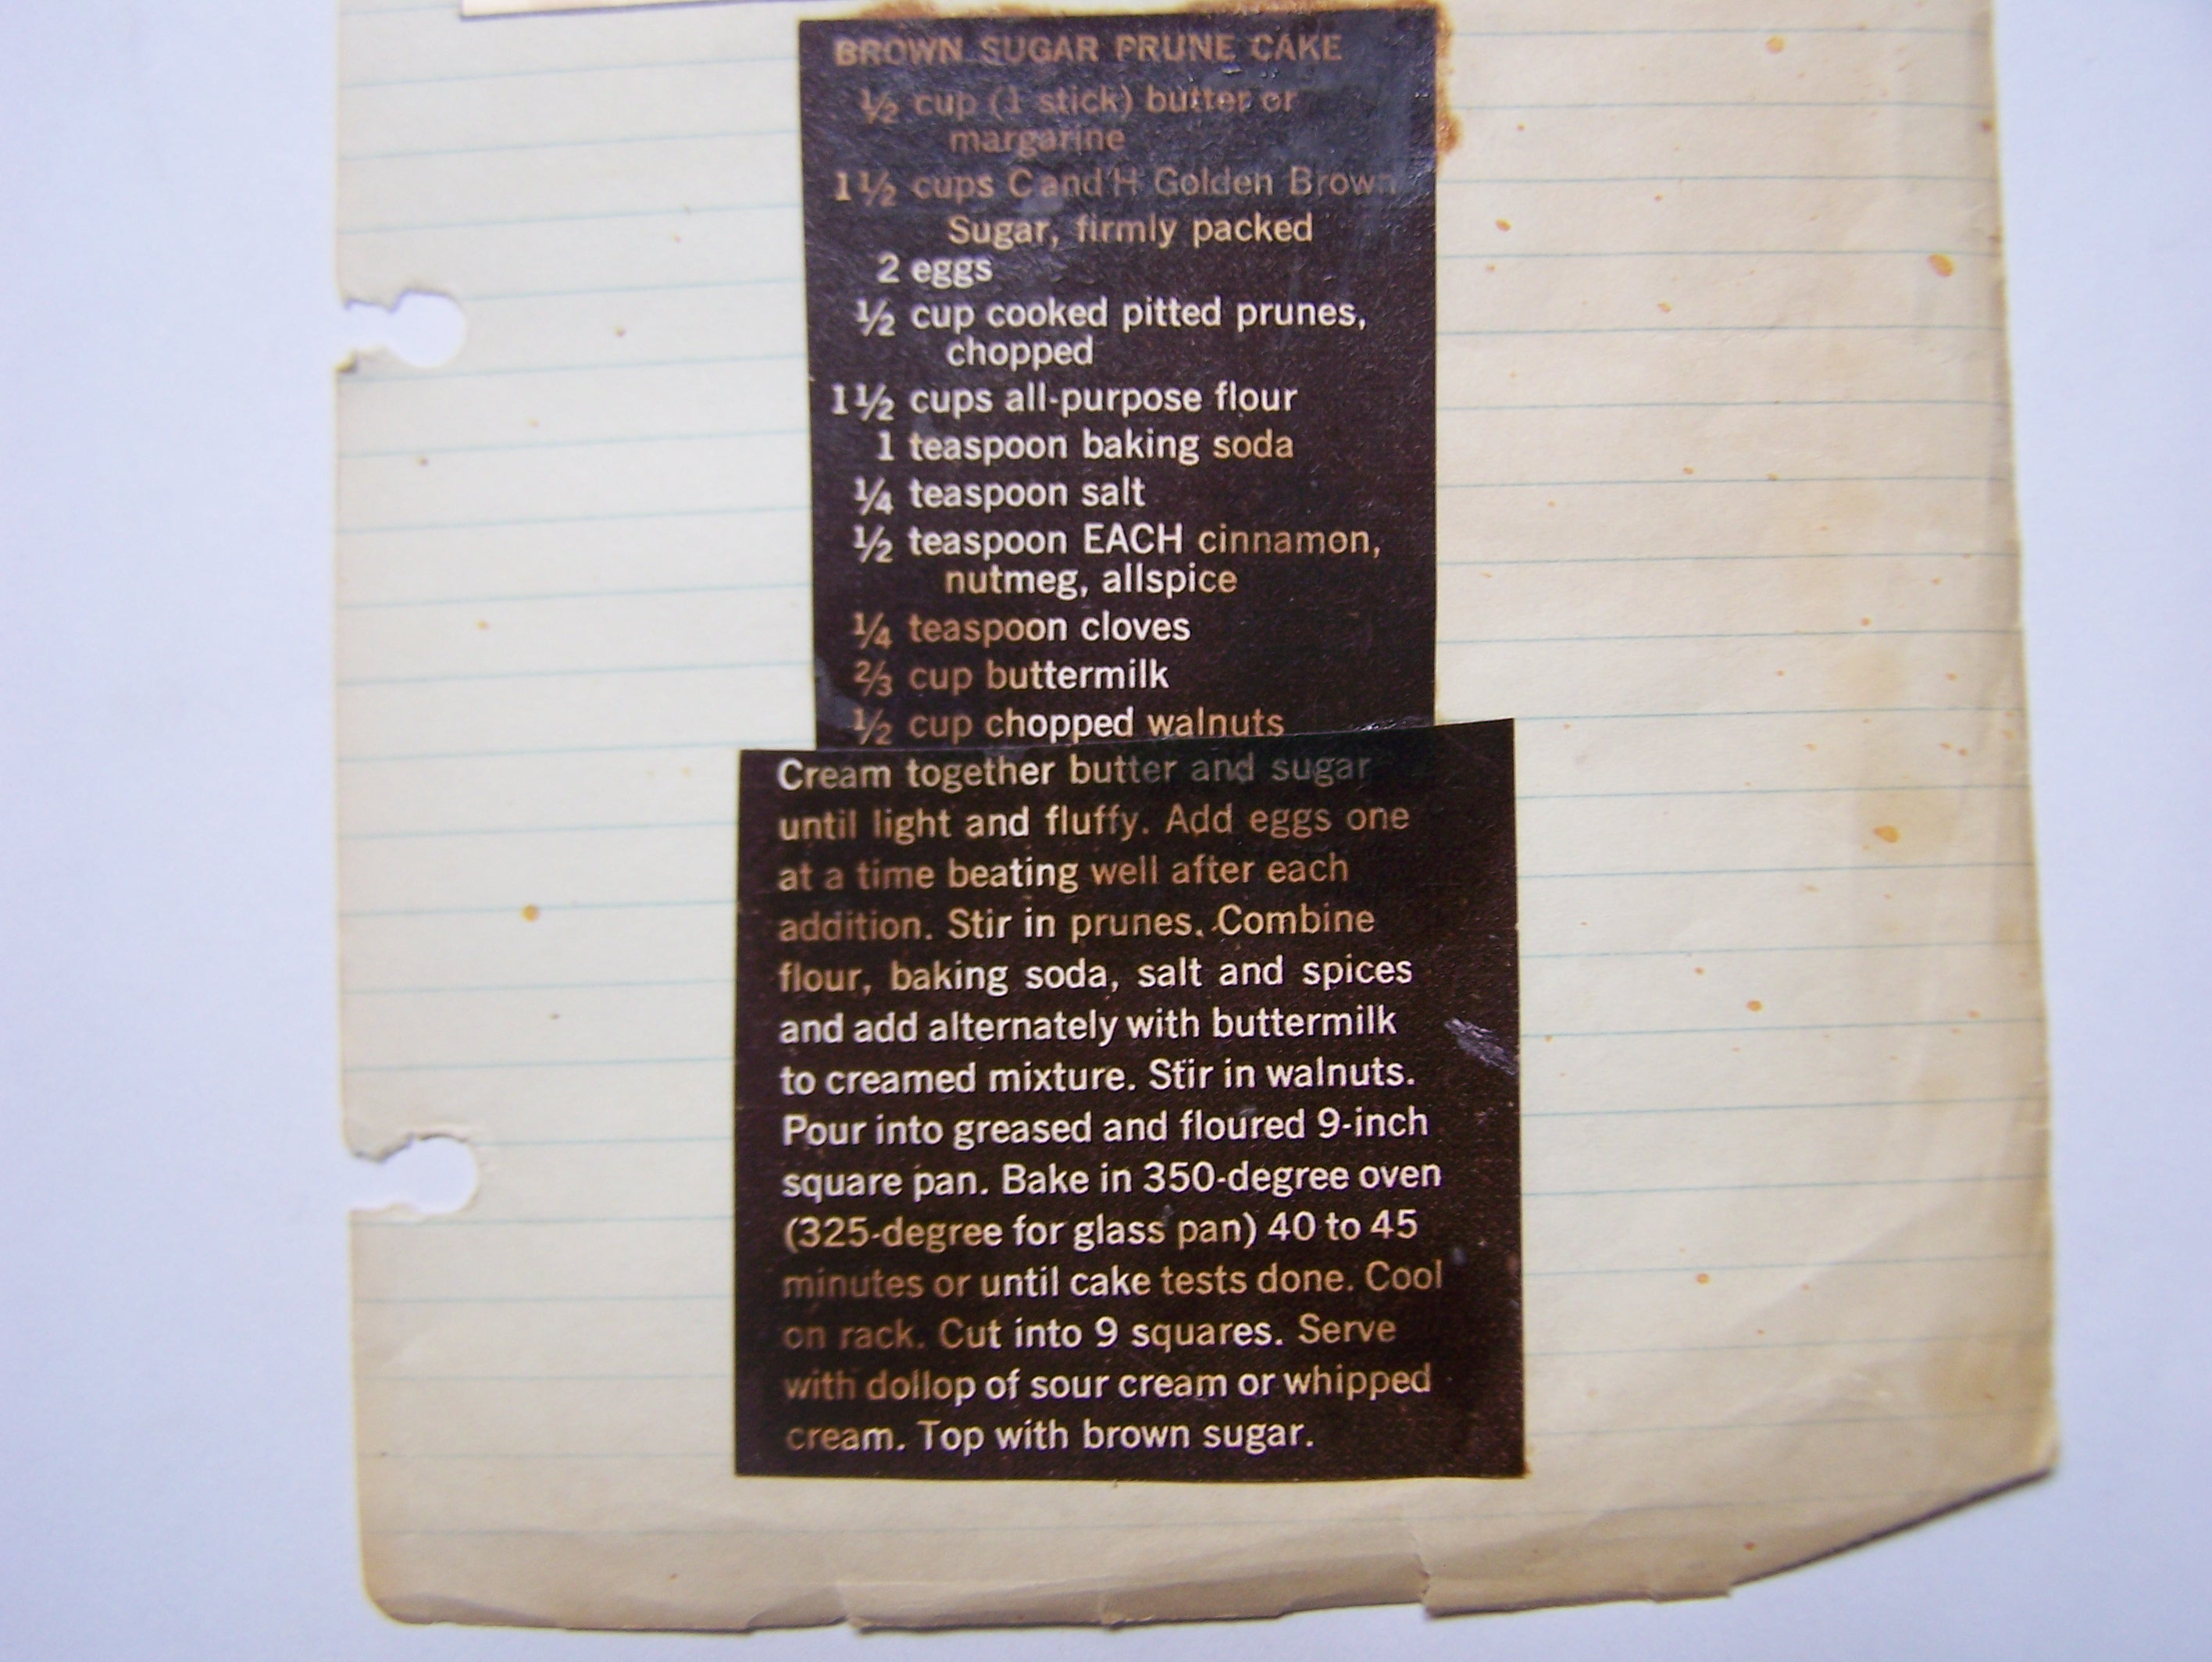 BROWN SUGAR PRUNE CAKE
½ cup (1 stick) butter or
margarine
1½ cups C and H Golden Brown
Sugar, firmly packed
2 eggs
½ cup cooked pitted prunes,
chopped
1½ cups all-purpose flour
1 teaspoon baking soda
¼ teaspoon salt
½ teaspoon EACH cinnamon,
nutmeg, allspice
¼ teaspoon cloves
⅔ cup buttermilk
½ cup chopped walnuts
Cream together butter and sugar
until light and fluffy. Add eggs one
at a time beating well after each
addition. Stir in prunes. Combine
flour, baking soda, salt and spices
and add alternately with buttermilk
to creamed mixture. Stir in walnuts.
Pour into greased and floured 9-inch
square pan. Bake in 350-degree oven
(325-degree for glass pan) 40 to 45
minutes or until cake tests done. Cool
on rack. Cut into 9 squares. Serve
with dollop of sour cream or whipped
cream. Top with brown sugar.